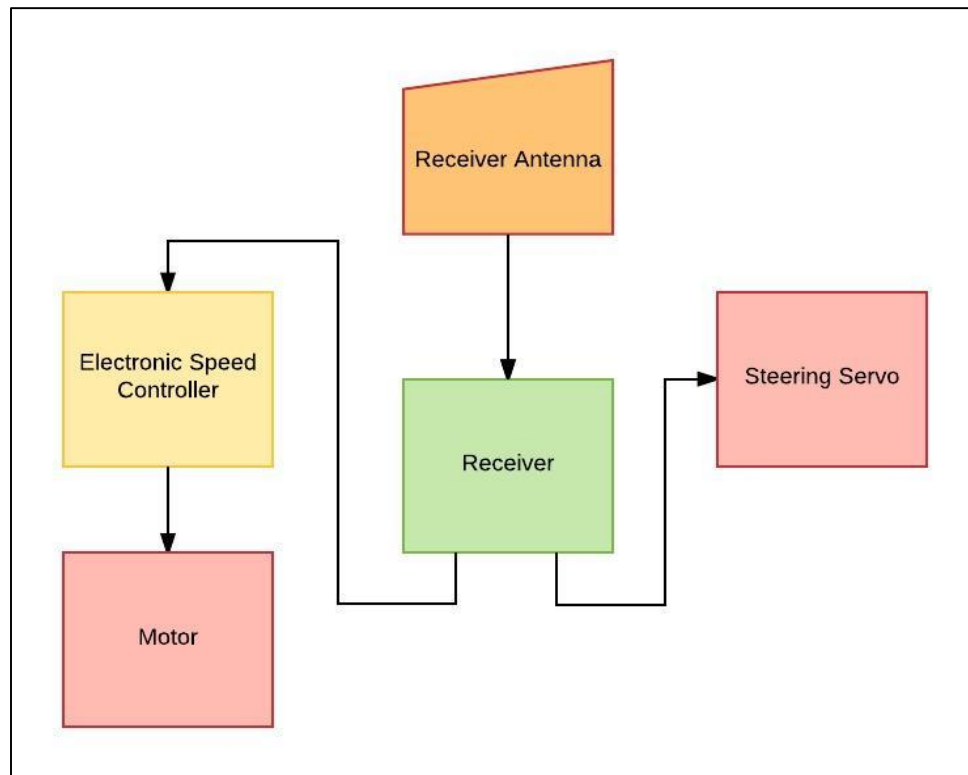 Receiver Antenna
Electronic Speed
Controller
Steering Servo
Receiver
Motor